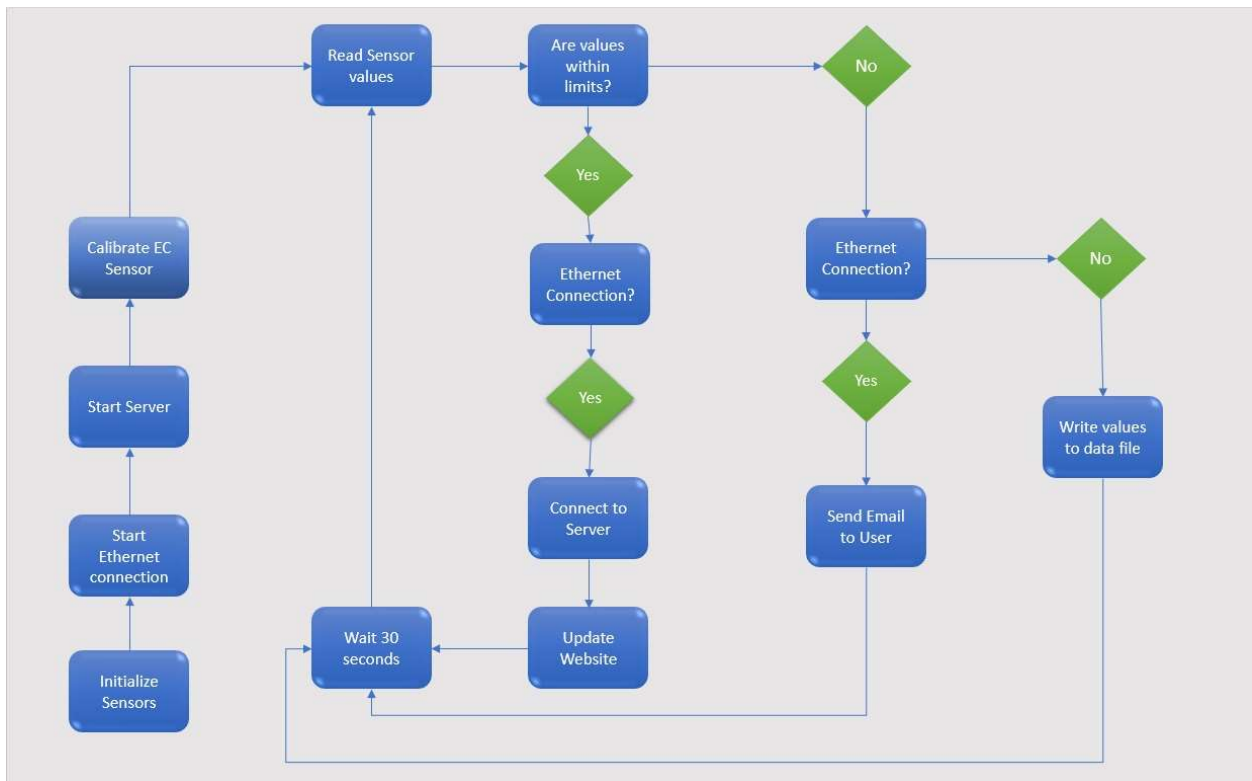 Read Sensor
values
Are values
within
limits?
No
Yes
Calibrate EC
Sensor
Ethernet
Connection?
Ethernet
Connection?
No
Start Server
Yes
Yes
Write values
to data file
Start
Ethernet
connection
Connect to
Server
Send Email
to User
Initialize
Sensors
Wait 30
seconds
Update
Website